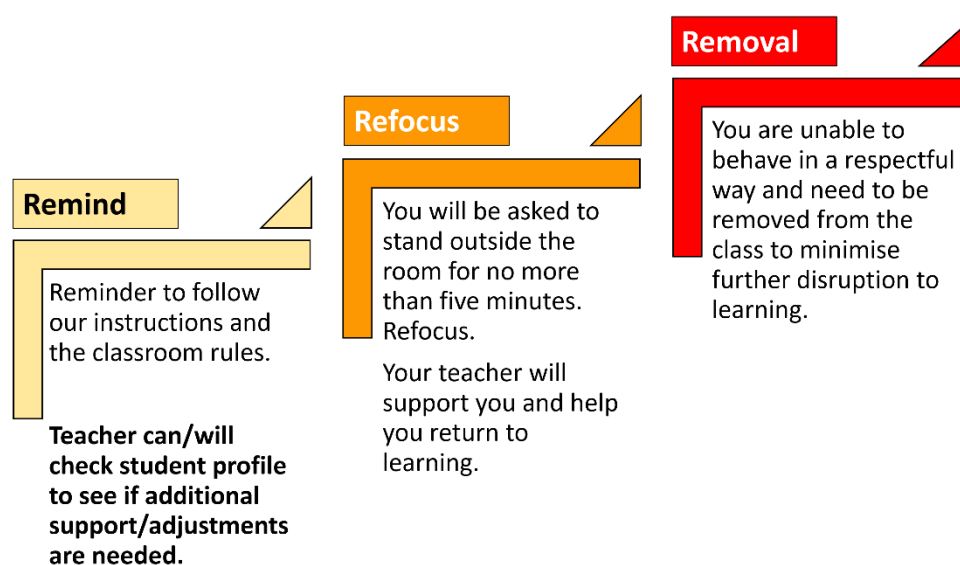 Remind
Reminder to follow
our instructions and
the classroom rules.
Teacher can/will
check student profile
to see if additional
support/adjustments
are needed.
Refocus
You will be asked to
stand outside the
room for no more
than five minutes.
Refocus.
Your teacher will
support you and help
you return to
learning.
Removal
You are unable to
behave in a respectful
way and need to be
removed from the
class to minimise
further disruption to
learning.